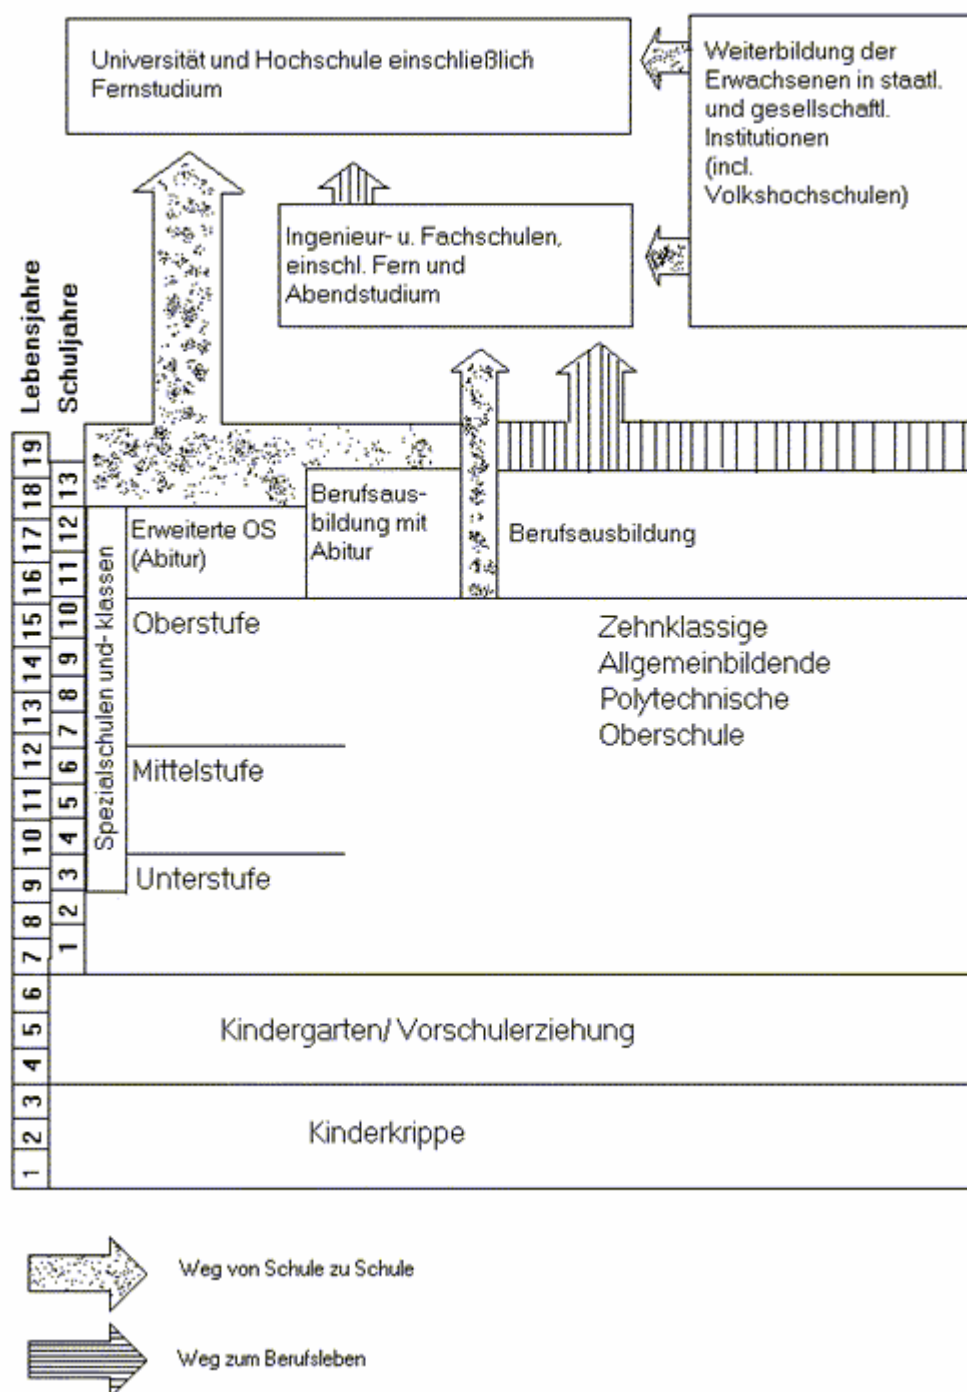 Universität und Hochschule einschließlich
Fernstudium
Weiterbildung der
Erwachsenen in staatl.
und gesellschaftl.
Institutionen
(incl.
Volkshochschulen)
Ingenieur- u. Fachschulen,
einschl. Fern und
Abendstudium
Lebensjahre
Schuljahre
19
18
17
16
15
14
13
12
11
10
9
8
7
6
5
4
3
2
1
13
12
11
10
9
8
7
6
5
4
3
2
1
Spezialschulen und- klassen
Erweiterte OS
(Abitur)
Berufsaus-
bildung mit
Abitur
Berufsausbildung
Oberstufe
Zehnklassige
Allgemeinbildende
Polytechnische
Oberschule
Mittelstufe
Unterstufe
Kindergarten/ Vorschulerziehung
Kinderkrippe
Weg von Schule zu Schule
Weg zum Berufsleben